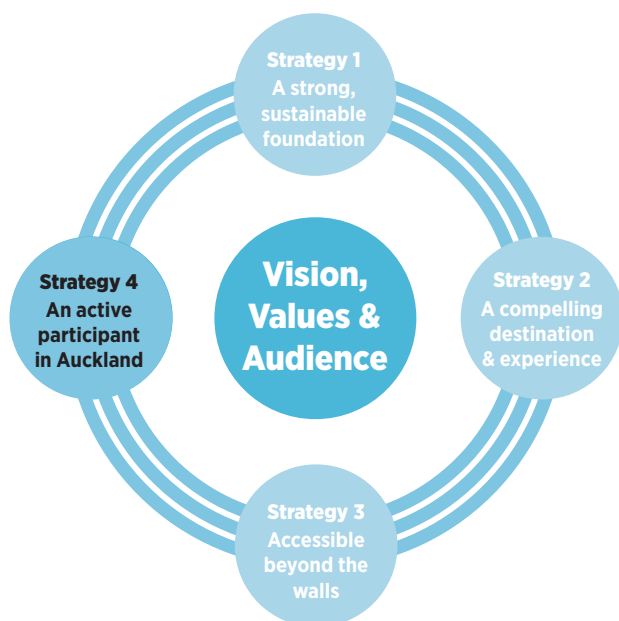 Strategy 1
A strong,
sustainable
foundation
Strategy 4
An active
participant
in Auckland
Vision,
Values &
Audience
Strategy 2
A compelling
destination
& experience
Strategy 3
Accessible
beyond the
walls